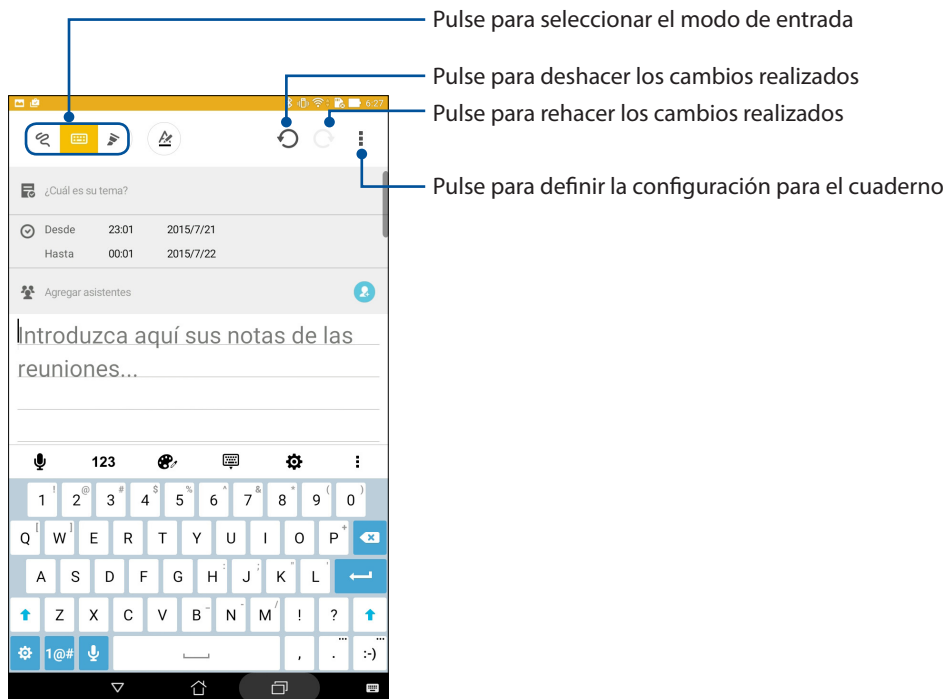 Pulse para seleccionar el modo de entrada
Pulse para deshacer los cambios realizados
Pulse para rehacer los cambios realizados
Pulse para definir la configuración para el cuaderno
6:27
¿Cuál es su tema?
Desde 23:01 2015/7/21
Hasta 00:01 2015/7/22
Agregar asistentes
Introduzca aquí sus notas de las
reuniones...
123
1 ! 2 @ 3 # 4 $ 5 % 6 ^ 7 & 8 * 9 ( 0 )
Q [ W ] E R T Y U I O P +
A S D F G H : J ; K " L '
Z X C V B _ N - M / ! ?
1@# , . ... :-) ...